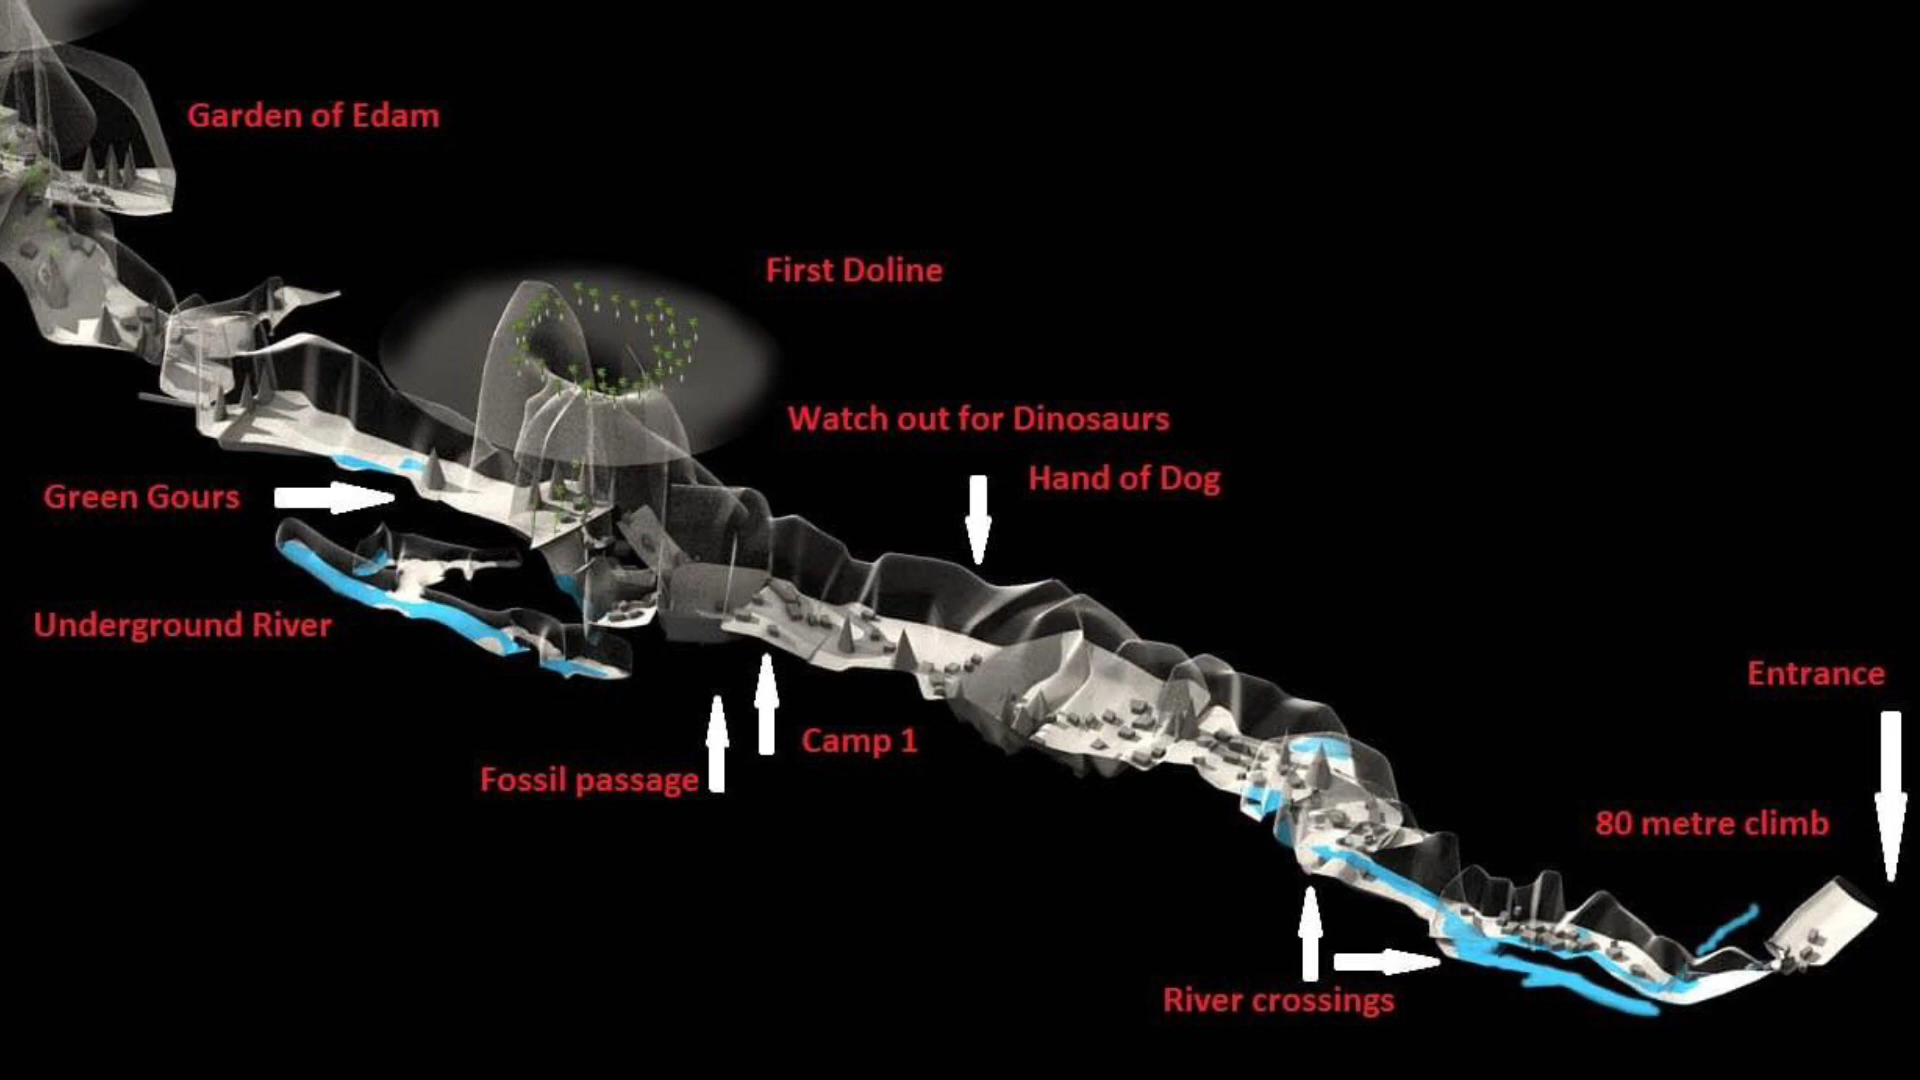 Garden of Edam
First Doline
Watch out for Dinosaurs
Hand of Dog
Green Gours
Underground River
Entrance
Camp 1
Fossil passage
80 metre climb
River crossings